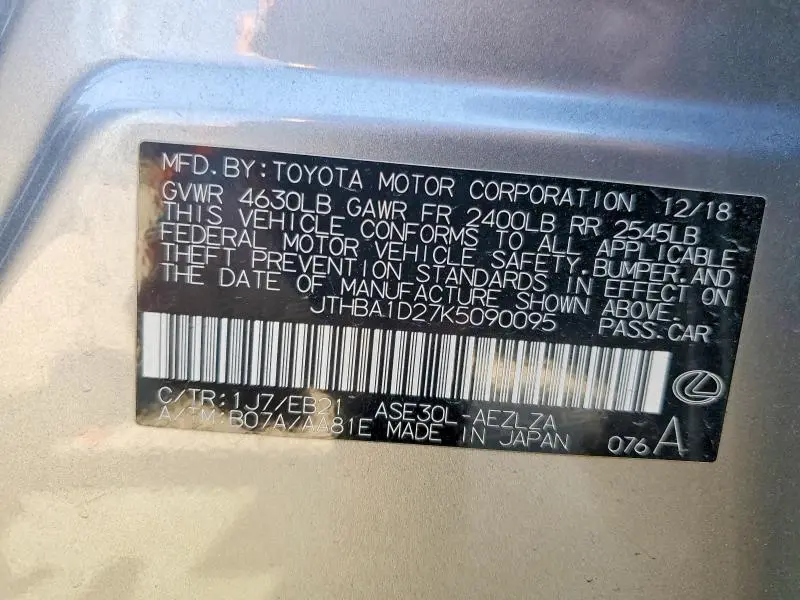 MFD. BY: TOYOTA MOTOR CORPORATION 12/18
GVWR 4630LB GAWR FR 2400LB RR 2545LB
THIS VEHICLE CONFORMS TO ALL APPLICABLE
FEDERAL MOTOR VEHICLE SAFETY, BUMPER, AND
THEFT PREVENTION STANDARDS IN EFFECT ON
THE DATE OF MANUFACTURE SHOWN ABOVE.
JTHBA1D27K5090095 PASS.CAR
C/TR: 1J7/EB21 ASE30L-AEZLZA
A/TM: B07A/AA81E MADE IN JAPAN 076A